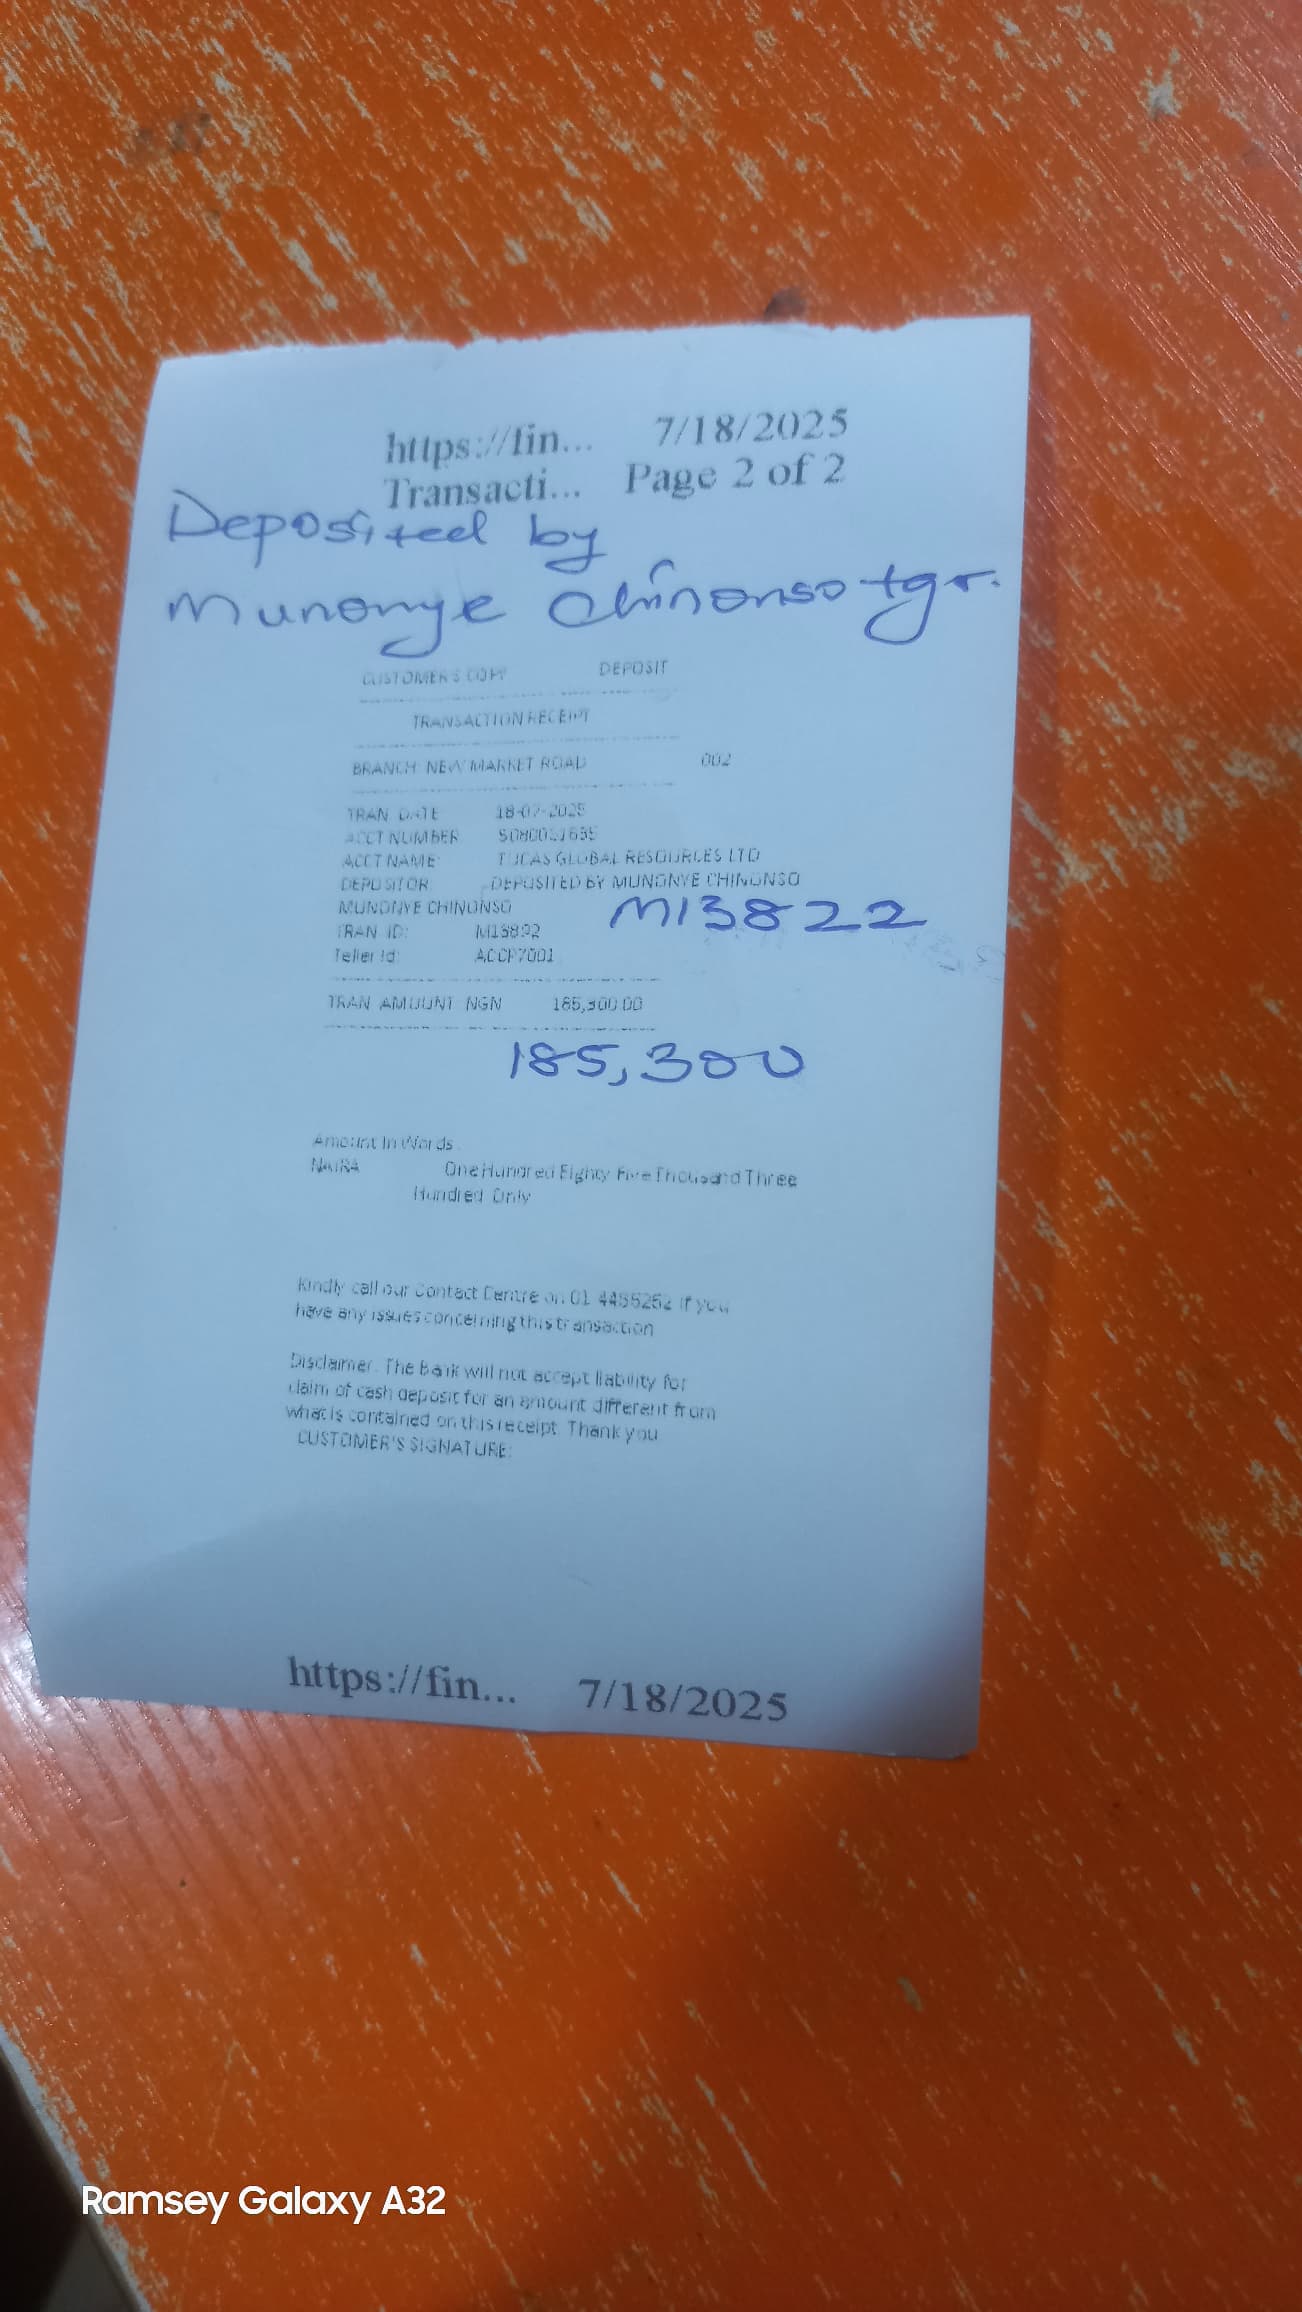 https://fin... 7/18/2025
Transacti... Page 2 of 2
Deposited by
Munonye Chinonso tgr.
CUSTOMER'S COPY DEPOSIT
TRANSACTION RECEIPT
BRANCH NEW MARKET ROAD 002
TRAN DATE 18-07-2025
ACCT NUMBER
ACCT NAME: TUCAS GLOBAL RESOURCES LTD
DEPOSITOR DEPOSITED BY MUNONYE CHINONSO
MUNONYE CHINONSO
M13822
TRAN ID:
Teller Id:
TRAN AMOUNT NGN 185,300.00
185,300
Amount In Words
NAIRA One Hundred Eighty Five Thousand Three
Hundred Only
Kindly call our Contact Centre on 01 if you
have any issues concerning this transaction
Disclaimer. The Bank will not accept liability for
claim of cash deposit for an amount different from
what is contained on this receipt Thank you
CUSTOMER'S SIGNATURE:
https://fin... 7/18/2025
Ramsey Galaxy A32